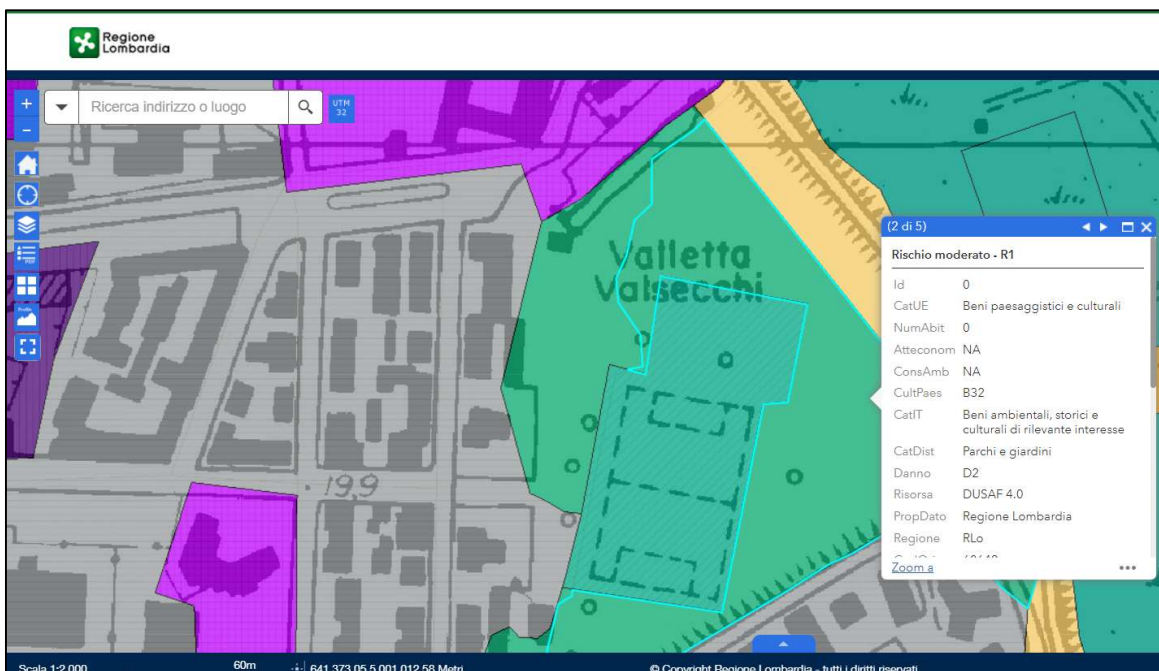 Regione
Lombardia
+
Ricerca indirizzo o luogo
UTM
32
-
Valletta
Valsecchi
19,9
(2 di 5)
Rischio moderato - R1
Id 0
CatUE Beni paesaggistici e culturali
NumAbit 0
Atteconom NA
ConsAmb NA
CultPaes B32
CatIT Beni ambientali, storici e
culturali di rilevante interesse
CatDist Parchi e giardini
Danno D2
Risorsa DUSAF 4.0
PropDato Regione Lombardia
Regione RLo
Zoom a
Scala 1:2.000
60m
641.373,05 5.001.012,58 Metri
© Copyright Regione Lombardia - tutti i diritti riservati